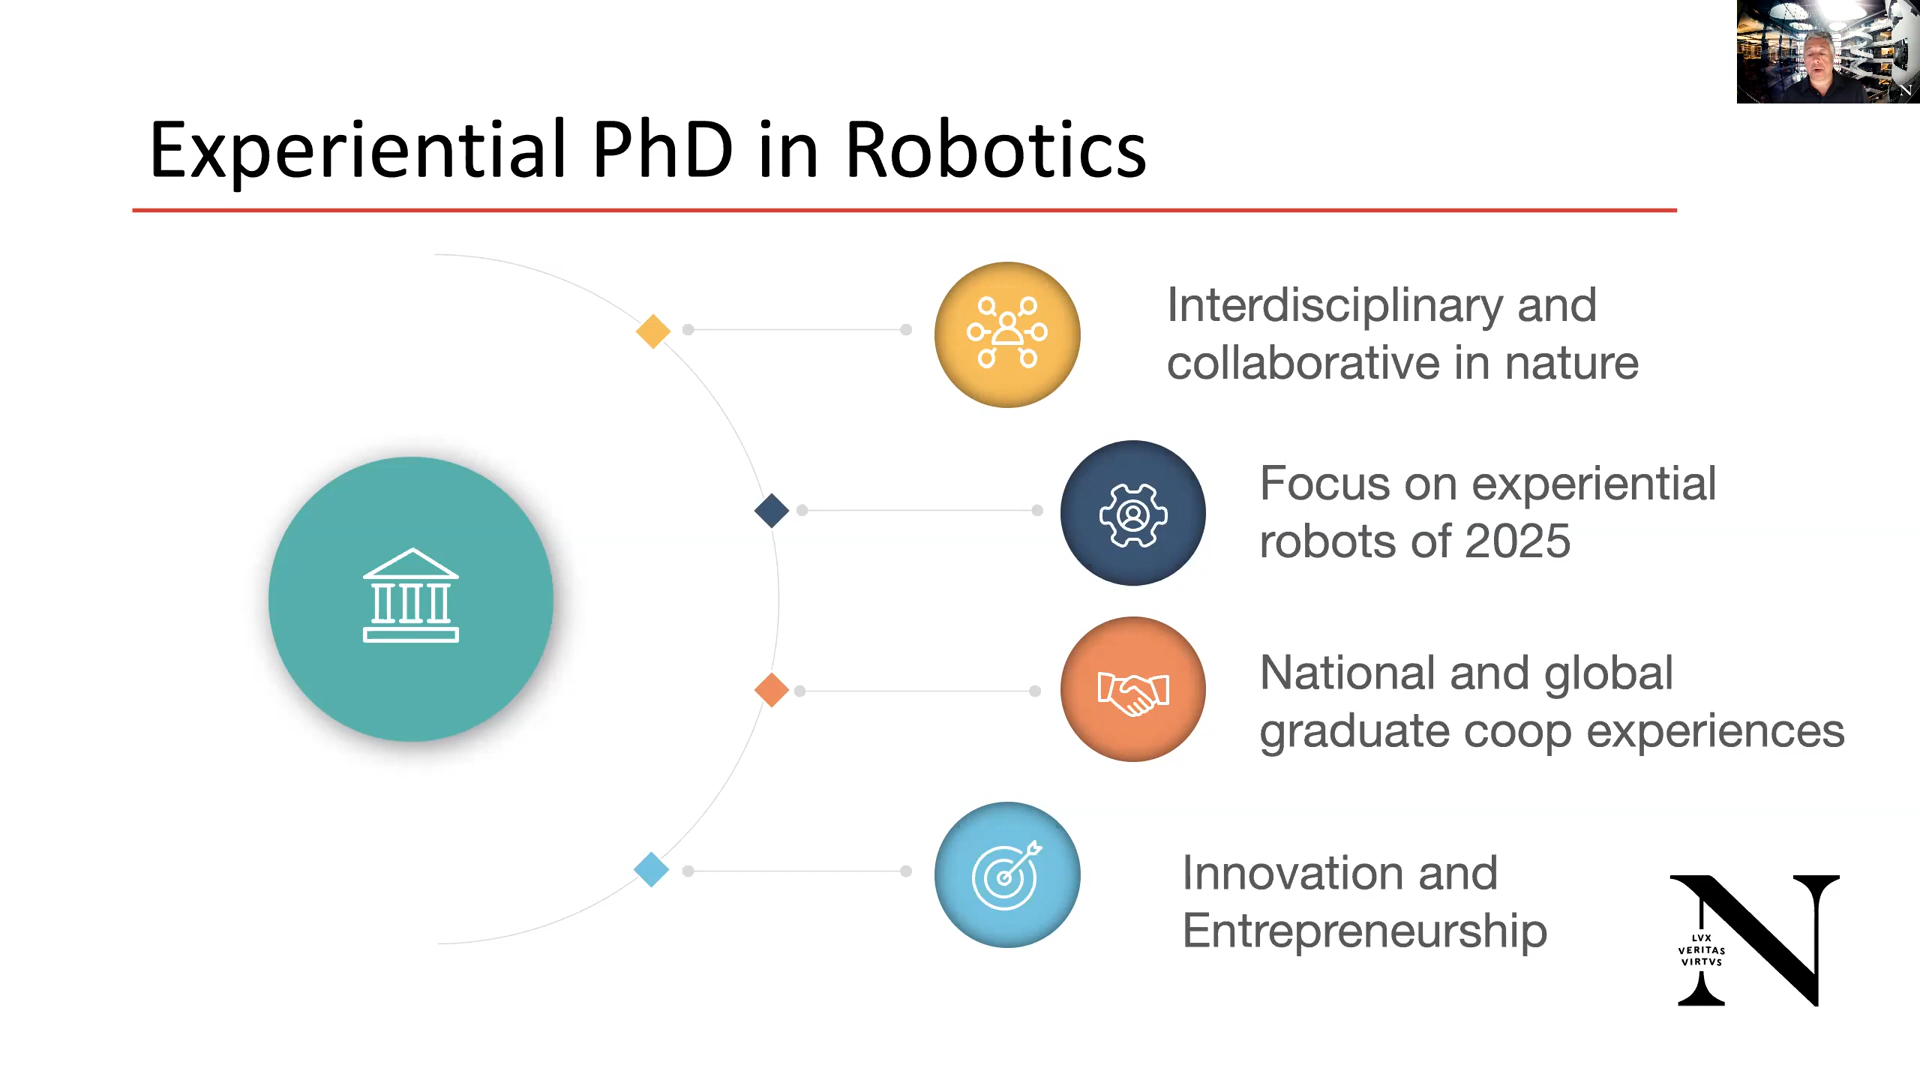 Experiential PhD in Robotics
Interdisciplinary and
collaborative in nature
Focus on experiential
robots of 2025
National and global
graduate coop experiences
Innovation and
Entrepreneurship
N
LVX
VERITAS
VIRTVS
N